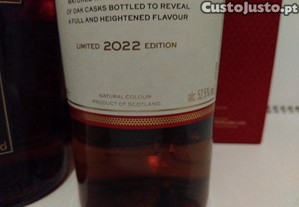 CustoJusto.pt
OF OAK CASKS BOTTLED TO REVEAL
A FULL AND HEIGHTENED FLAVOUR
LIMITED 2022 EDITION
NATURAL COLOUR
PRODUCT OF SCOTLAND